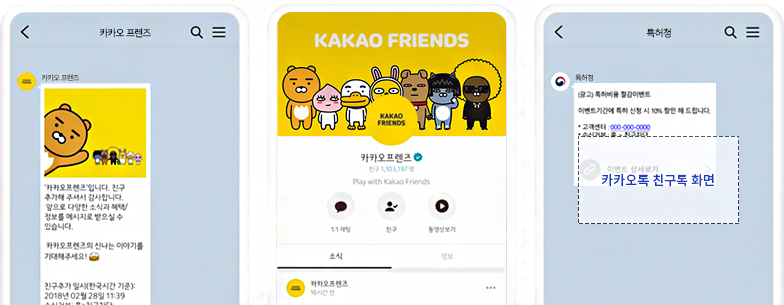 카카오 프렌즈
카카오 프렌즈
'카카오프렌즈'입니다. 친구
추가해 주셔서 감사합니다.
앞으로 다양한 소식과 혜택/
정보를 메시지로 받으실 수
있습니다.
카카오프렌즈의 신나는 이야기를
기대해주세요!
친구추가 일시(한국시간 기준):
2018년 02월 28일 11:39
KAKAO FRIENDS
KAKAO
FRIENDS
카카오프렌즈
친구 1,103,197 명
Play with Kakao Friends
1:1 채팅
친구
동영상보기
소식
정보
카카오프렌즈
16시간 전
특허청
특허청
(광고) 특허비용 절감이벤트
이벤트기간에 특허 신청 시 10% 할인 해 드립니다.
* 고객센터 : 000-000-0000
이벤트 상세보기
카카오톡 친구톡 화면